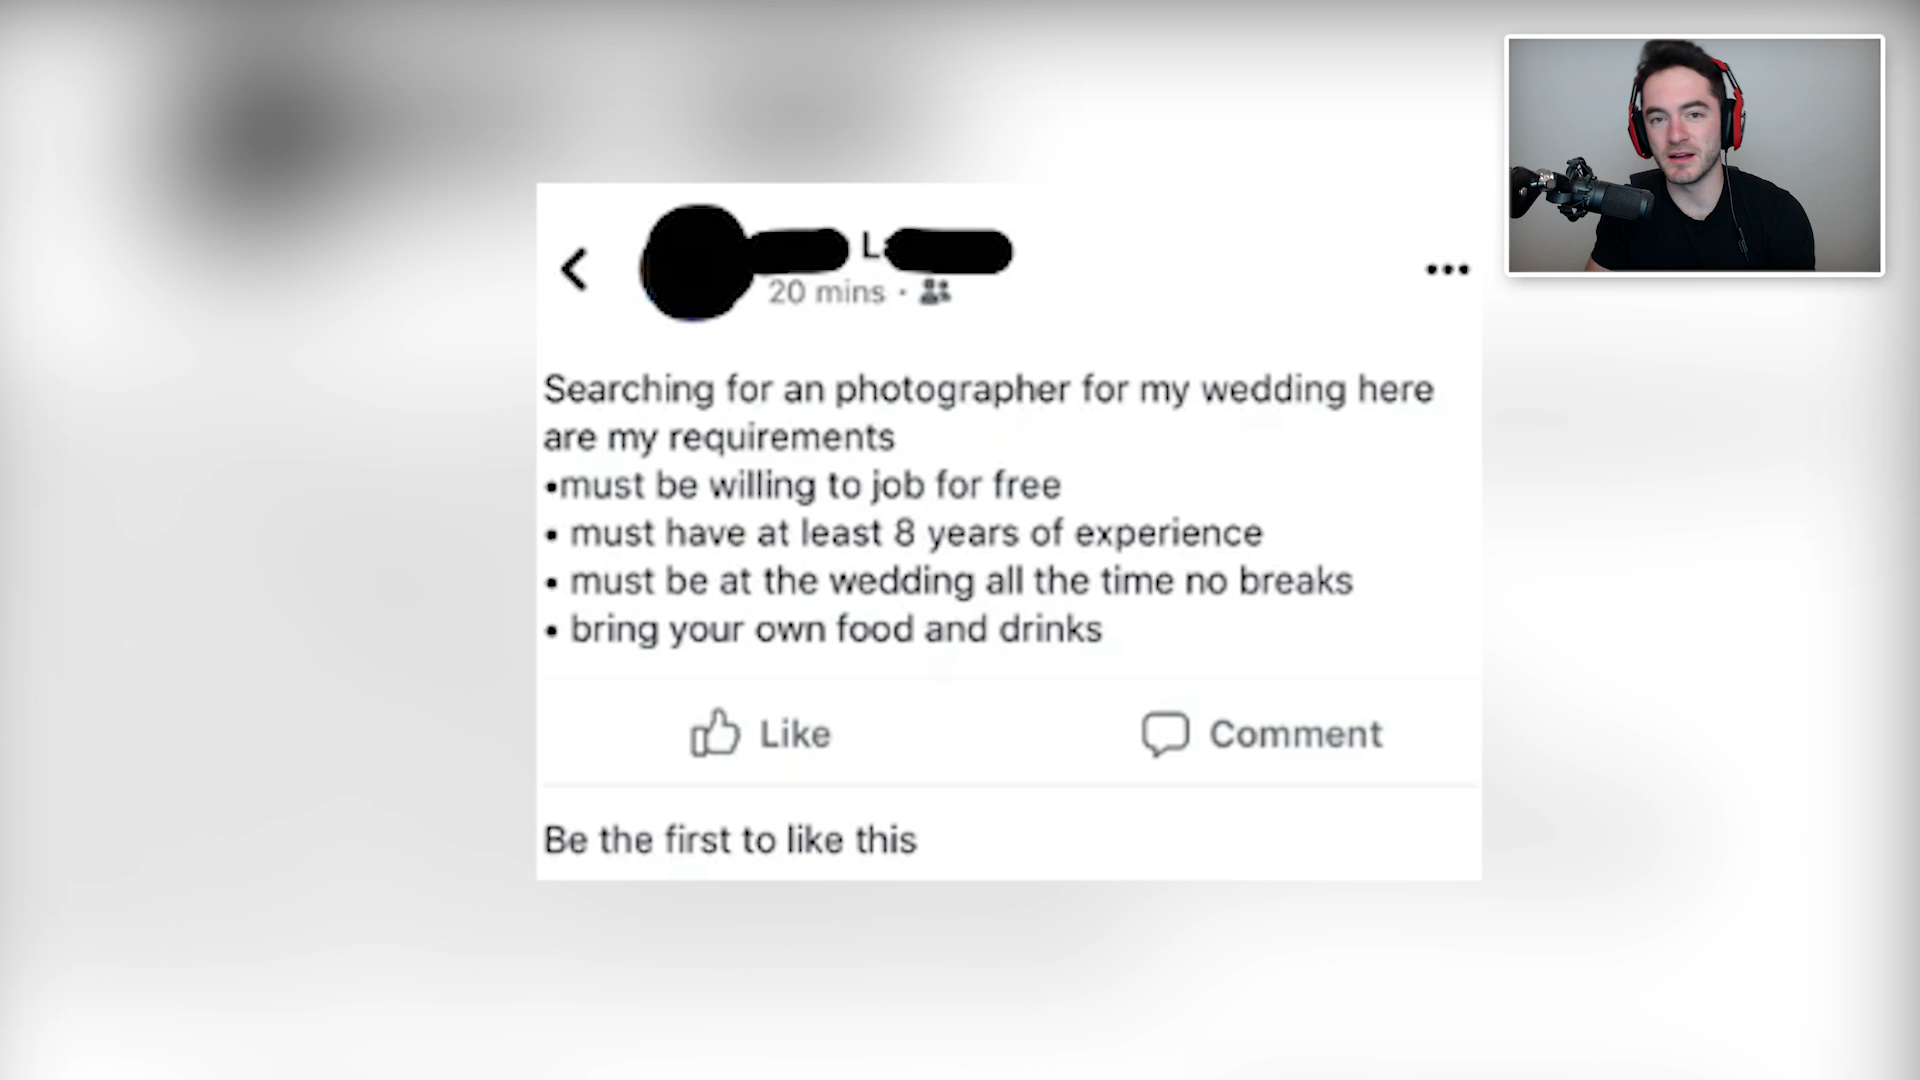 L
20 mins ·
Searching for an photographer for my wedding here
are my requirements
•must be willing to job for free
• must have at least 8 years of experience
• must be at the wedding all the time no breaks
• bring your own food and drinks
Like
Comment
Be the first to like this